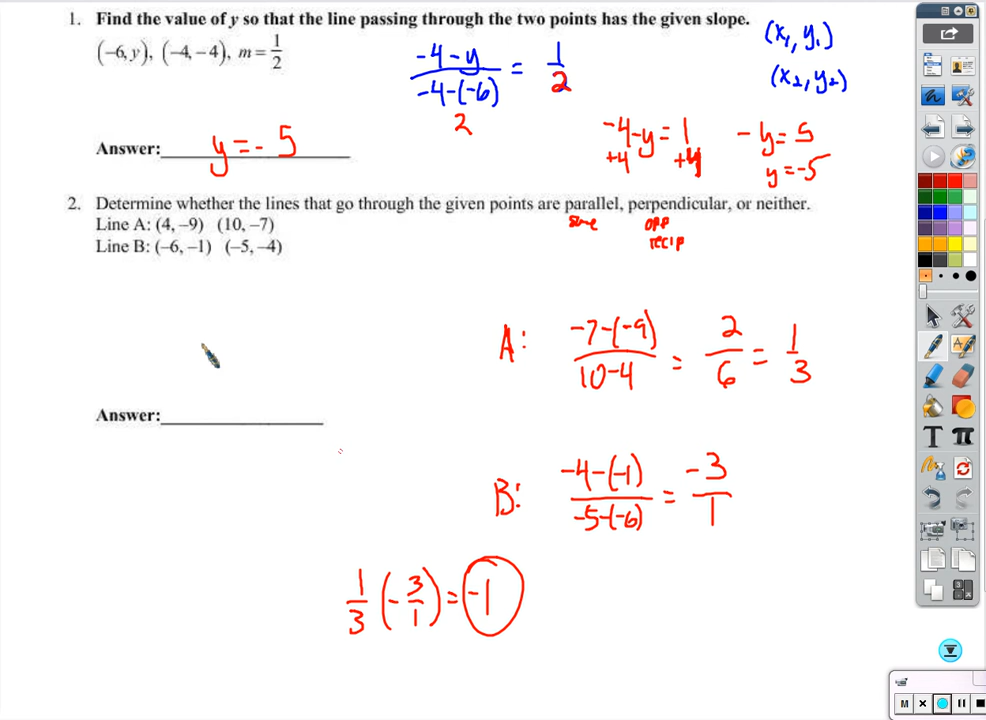 1. Find the value of y so that the line passing through the two points has the given slope.
(–6, y), (–4, –4), m = 1/2
(-4-y)/(-4-(-6)) = 1/2
2
(x₁, y₁)
(x₂, y₂)
-4-y = 1
+4 +4
-y = 5
y = -5
Answer: y = -5
2. Determine whether the lines that go through the given points are parallel, perpendicular, or neither.
same opp
recip
Line A: (4, –9) (10, –7)
Line B: (–6, –1) (–5, –4)
A: (-7-(-9))/(10-4) = 2/6 = 1/3
Answer:
B: (-4-(-1))/(-5-(-6)) = -3/1
1/3 (-3/1) = -1
T π
M